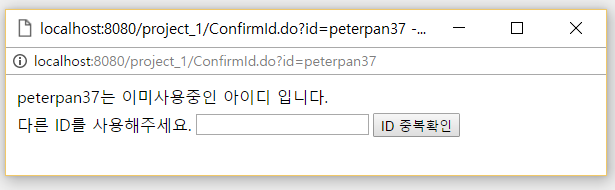 localhost:8080/project_1/ConfirmId.do?id=peterpan37 -...
localhost:8080/project_1/ConfirmId.do?id=peterpan37
peterpan37는 이미사용중인 아이디 입니다.
다른 ID를 사용해주세요. ID 중복확인